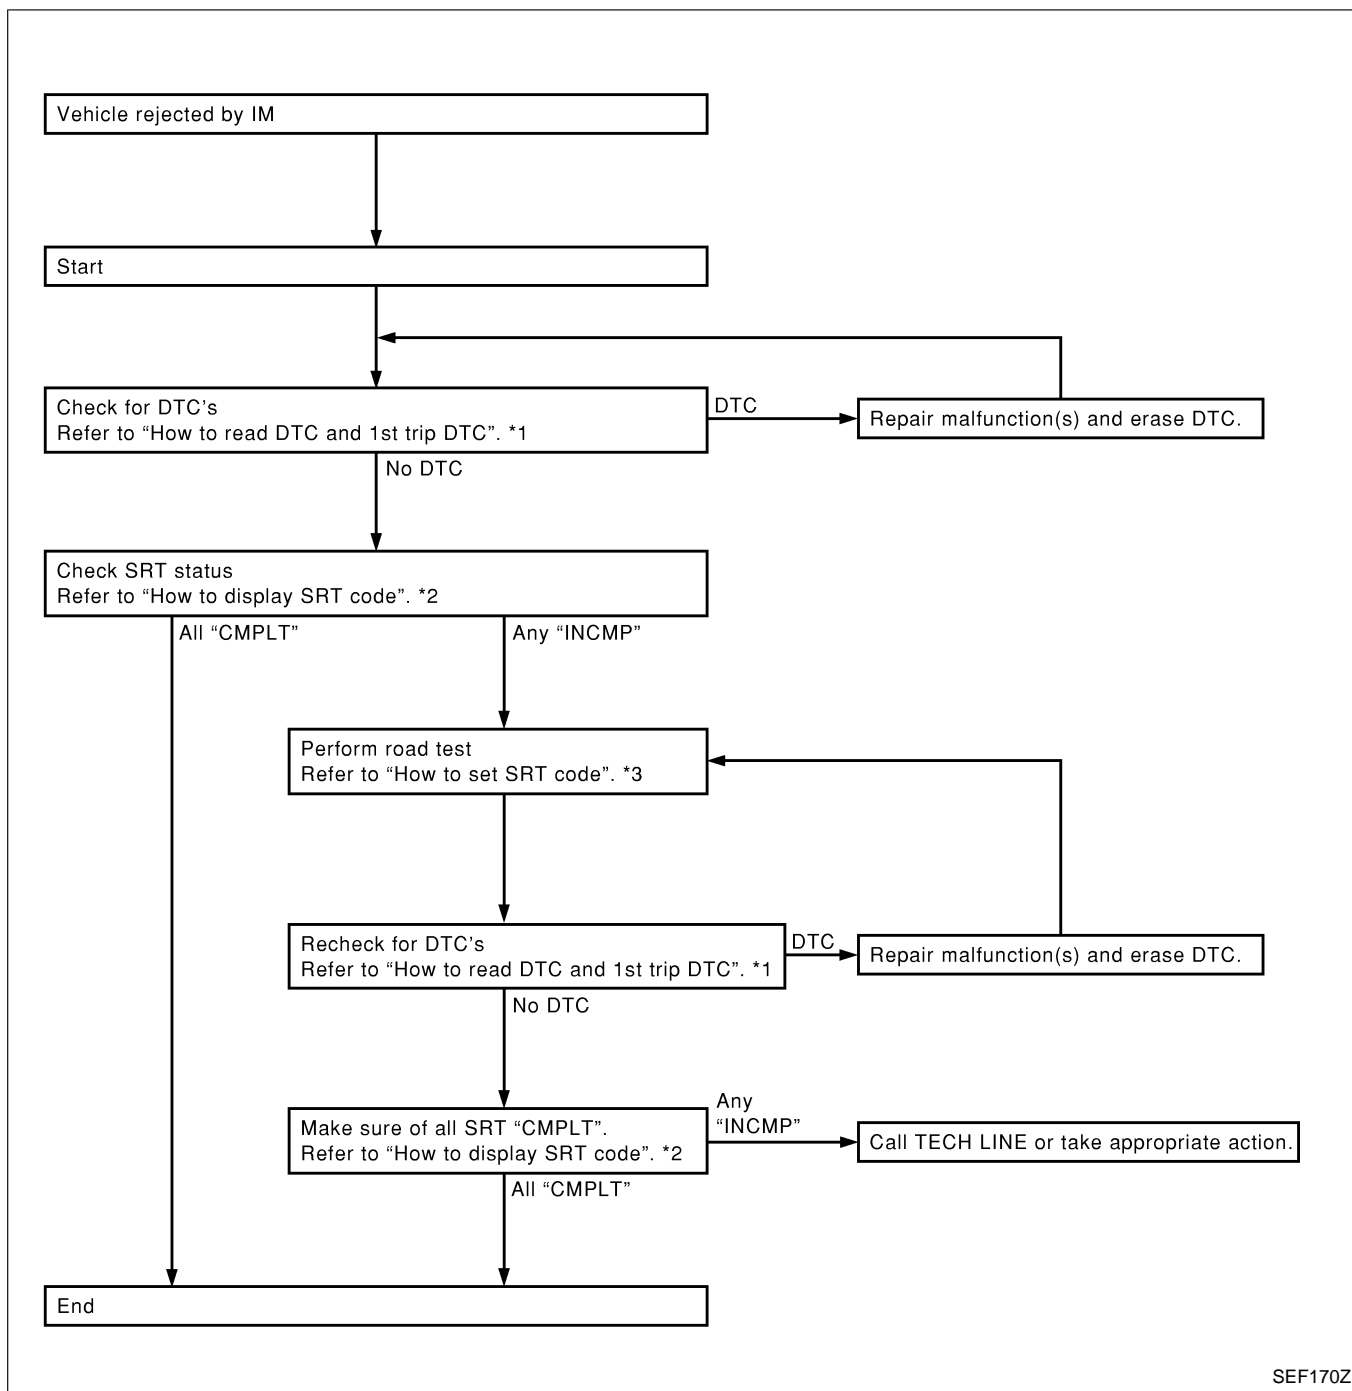 Vehicle rejected by IM
Start
Check for DTC's
Refer to “How to read DTC and 1st trip DTC”. *1
DTC
Repair malfunction(s) and erase DTC.
No DTC
Check SRT status
Refer to “How to display SRT code”. *2
All “CMPLT”
Any “INCMP”
Perform road test
Refer to “How to set SRT code”. *3
Recheck for DTC's
Refer to “How to read DTC and 1st trip DTC”. *1
DTC
Repair malfunction(s) and erase DTC.
No DTC
Make sure of all SRT “CMPLT”.
Refer to “How to display SRT code”. *2
Any
“INCMP”
Call TECH LINE or take appropriate action.
All “CMPLT”
End
SEF170Z